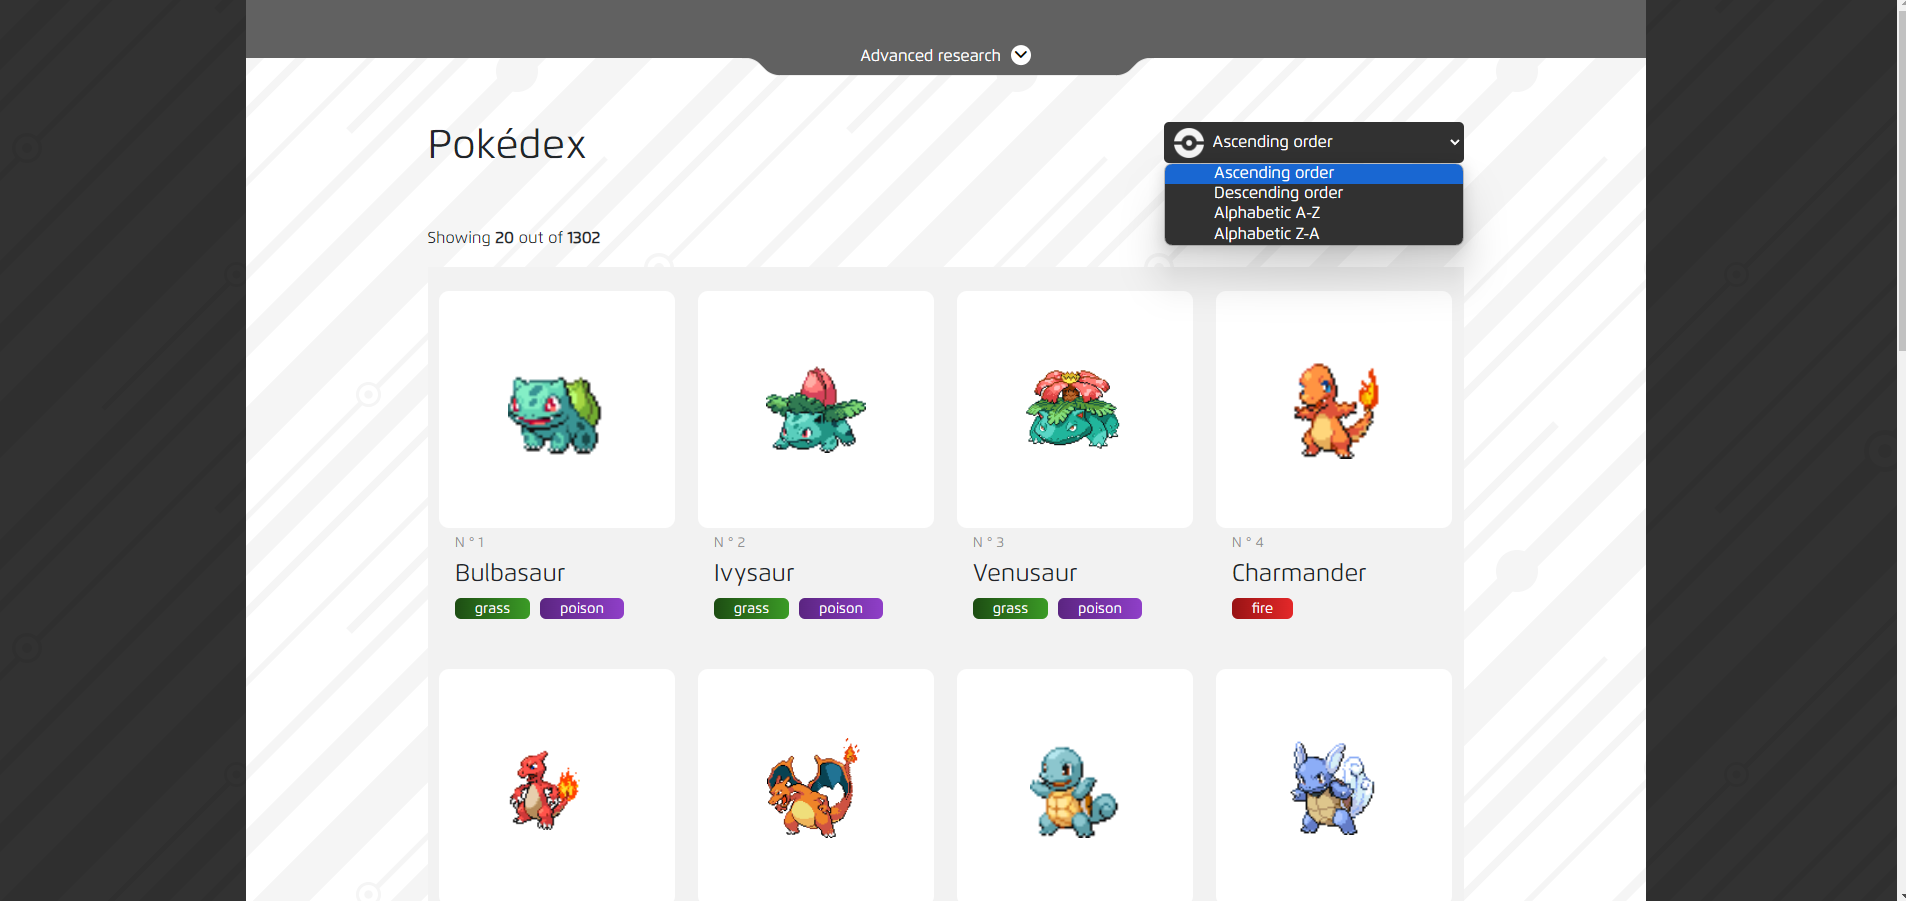 Advanced research
Pokédex
Ascending order
Ascending order
Descending order
Alphabetic A-Z
Alphabetic Z-A
Showing 20 out of 1302
N ° 1
Bulbasaur
grass poison
N ° 2
Ivysaur
grass poison
N ° 3
Venusaur
grass poison
N ° 4
Charmander
fire